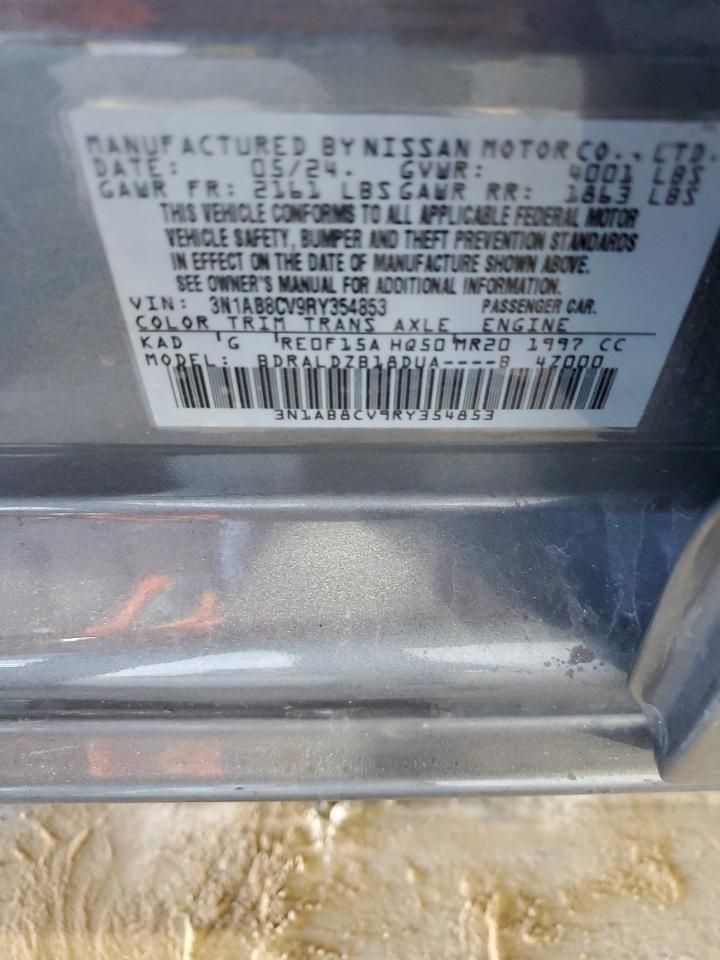 MANUFACTURED BY NISSAN MOTOR CO., LTD.
DATE: 05/24. GVWR: 4001 LBS
GAWR FR: 2161 LBS GAWR RR: 1863 LBS
THIS VEHICLE CONFORMS TO ALL APPLICABLE FEDERAL MOTOR
VEHICLE SAFETY, BUMPER AND THEFT PREVENTION STANDARDS
IN EFFECT ON THE DATE OF MANUFACTURE SHOWN ABOVE.
SEE OWNER'S MANUAL FOR ADDITIONAL INFORMATION.
VIN: 3N1AB8CV9RY354853 PASSENGER CAR.
COLOR TRIM TRANS AXLE ENGINE
KAD 'G RE0F15A HQ50 MR20 1997 CC
MODEL: BDRALDZB18DUA----B 4Z000
3N1AB8CV9RY354853